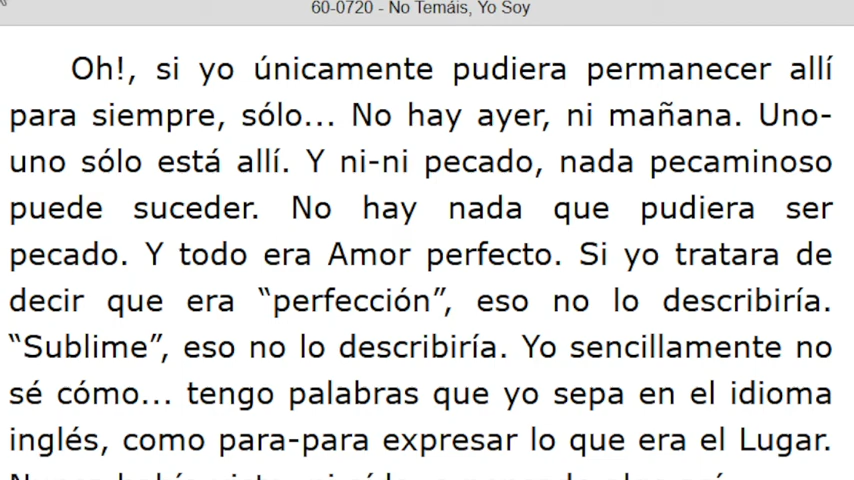 60-0720 - No Temáis, Yo Soy
Oh!, si yo únicamente pudiera permanecer allí
para siempre, sólo... No hay ayer, ni mañana. Uno-
uno sólo está allí. Y ni-ni pecado, nada pecaminoso
puede suceder. No hay nada que pudiera ser
pecado. Y todo era Amor perfecto. Si yo tratara de
decir que era “perfección”, eso no lo describiría.
“Sublime”, eso no lo describiría. Yo sencillamente no
sé cómo... tengo palabras que yo sepa en el idioma
inglés, como para-para expresar lo que era el Lugar.